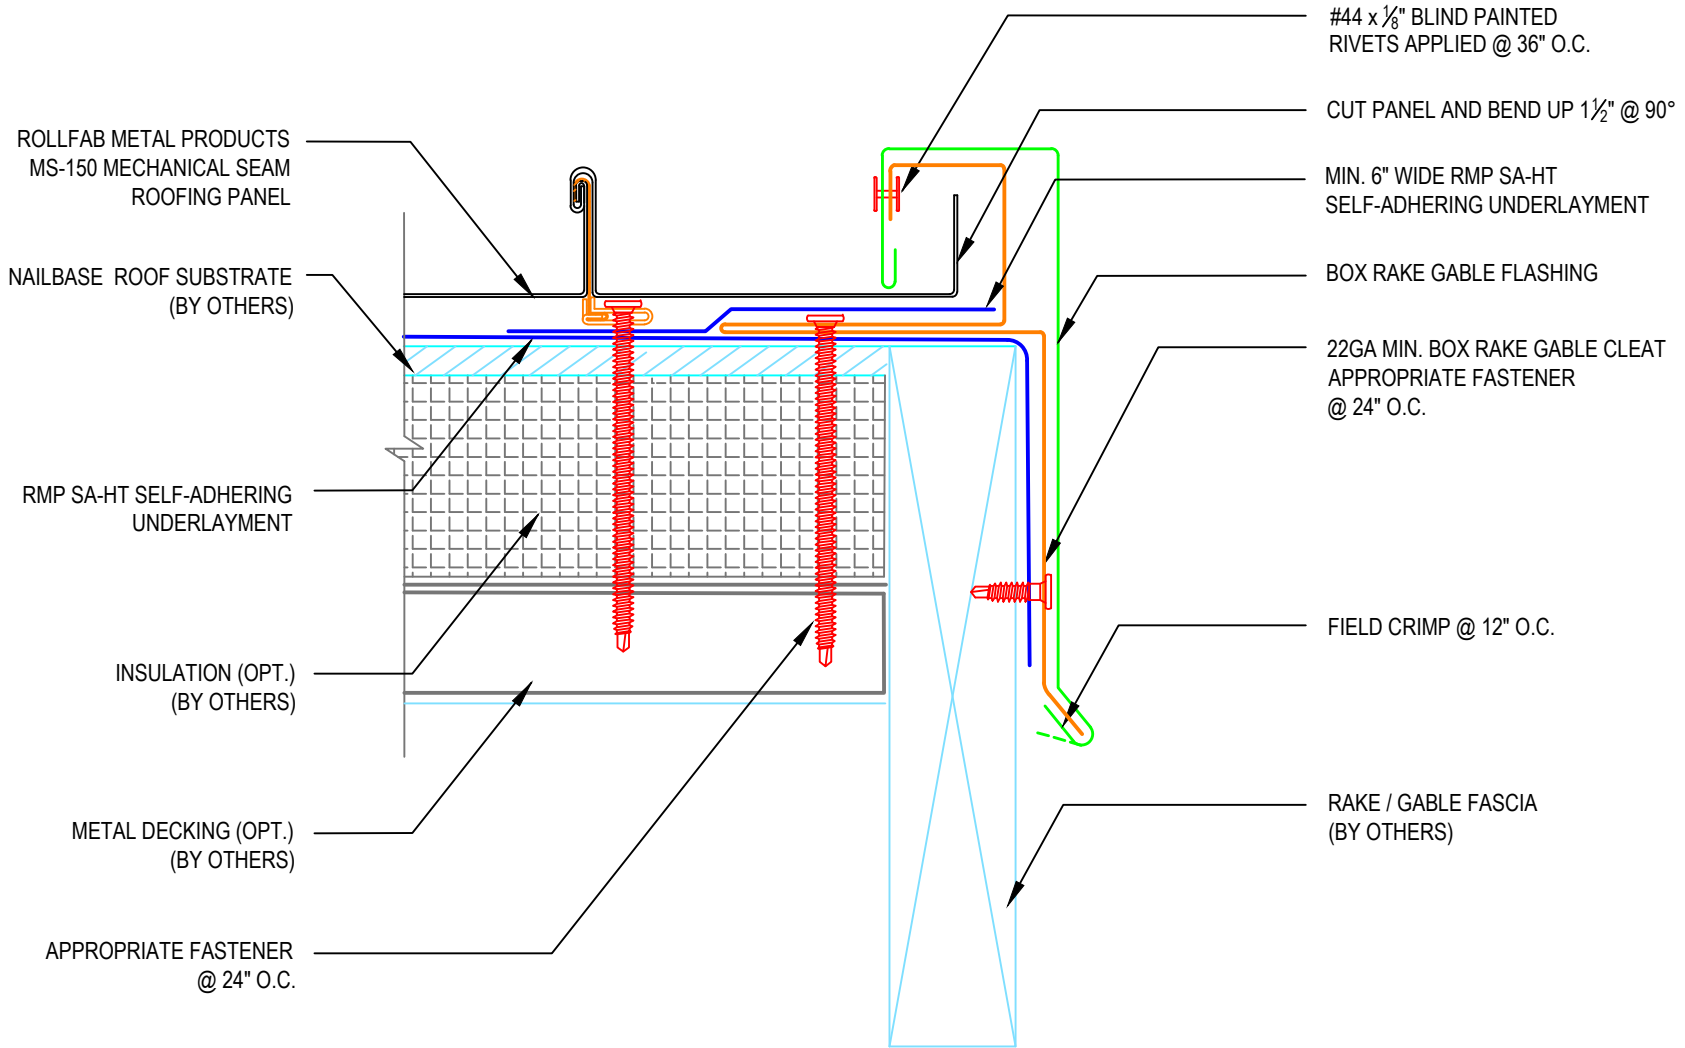 ROLLFAB METAL PRODUCTS
MS-150 MECHANICAL SEAM
ROOFING PANEL
NAILBASE ROOF SUBSTRATE
(BY OTHERS)
RMP SA-HT SELF-ADHERING
UNDERLAYMENT
INSULATION (OPT.)
(BY OTHERS)
METAL DECKING (OPT.)
(BY OTHERS)
APPROPRIATE FASTENER
@ 24" O.C.
#44 x 1/8" BLIND PAINTED
RIVETS APPLIED @ 36" O.C.
CUT PANEL AND BEND UP 1 1/2" @ 90°
MIN. 6" WIDE RMP SA-HT
SELF-ADHERING UNDERLAYMENT
BOX RAKE GABLE FLASHING
22GA MIN. BOX RAKE GABLE CLEAT
APPROPRIATE FASTENER
@ 24" O.C.
FIELD CRIMP @ 12" O.C.
RAKE / GABLE FASCIA
(BY OTHERS)